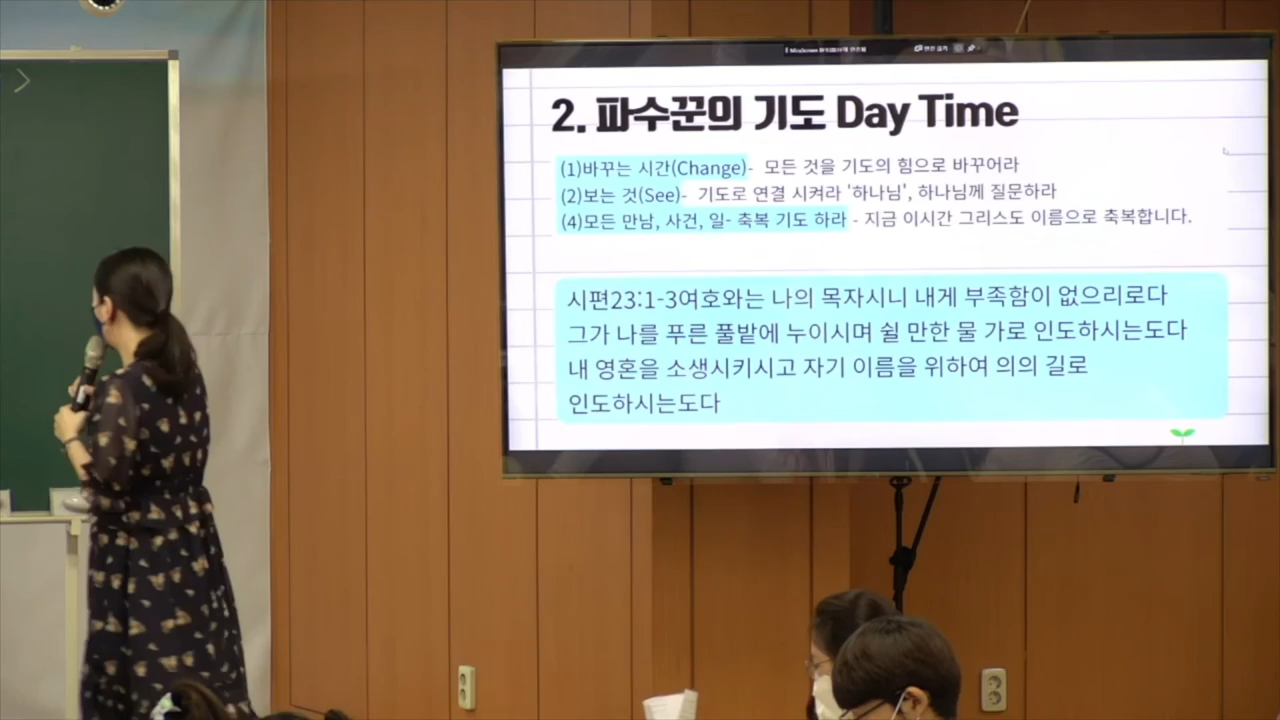 2. 파수꾼의 기도 Day Time
(1)바꾸는 시간(Change)- 모든 것을 기도의 힘으로 바꾸어라
(2)보는 것(See)- 기도로 연결 시켜라 '하나님', 하나님께 질문하라
(4)모든 만남, 사건, 일- 축복 기도 하라 - 지금 이시간 그리스도 이름으로 축복합니다.
시편23:1-3여호와는 나의 목자시니 내게 부족함이 없으리로다
그가 나를 푸른 풀밭에 누이시며 쉴 만한 물 가로 인도하시는도다
내 영혼을 소생시키시고 자기 이름을 위하여 의의 길로
인도하시는도다